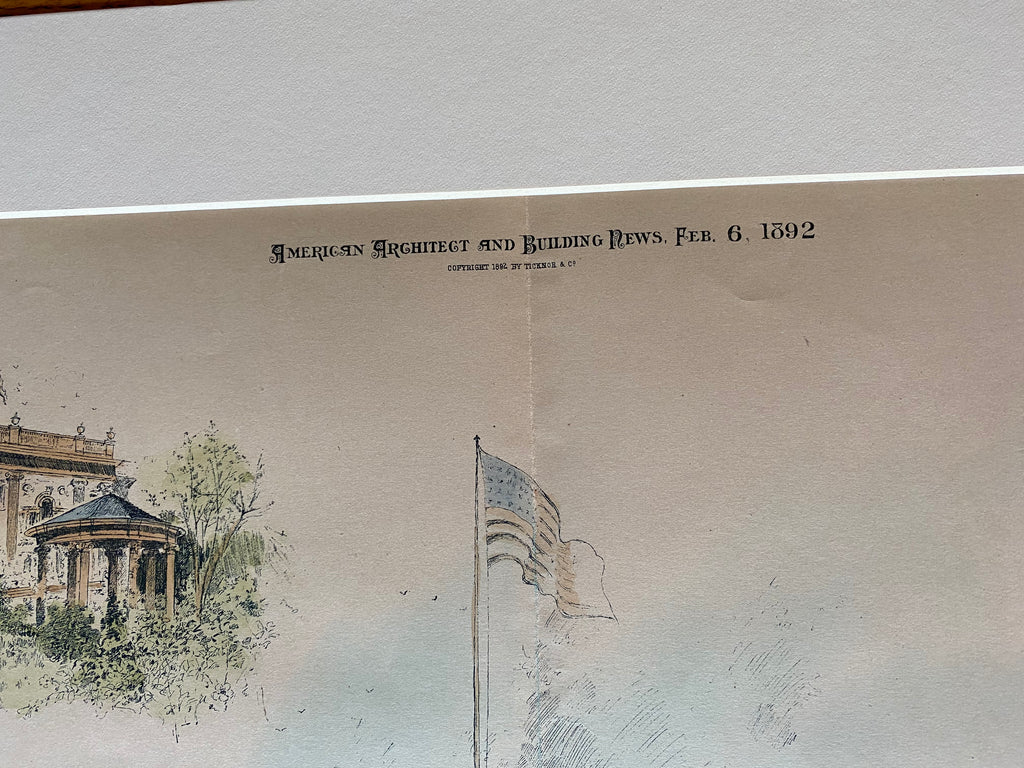 American Architect and Building News, Feb. 6, 1892
COPYRIGHT 1892 BY TICKNOR & Co